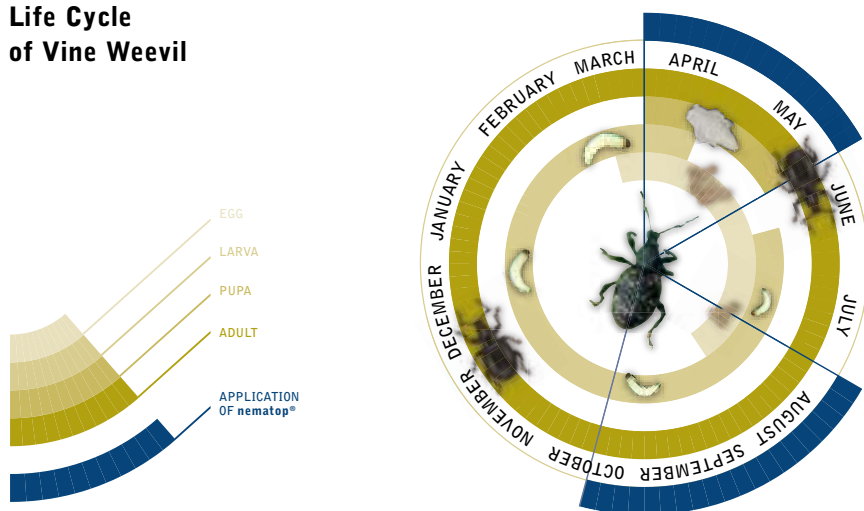 Life Cycle
of Vine Weevil
EGG
LARVA
PUPA
ADULT
APPLICATION
OF nematop®
JANUARY
FEBRUARY
MARCH
APRIL
MAY
JUNE
JULY
AUGUST
SEPTEMBER
OCTOBER
NOVEMBER
DECEMBER